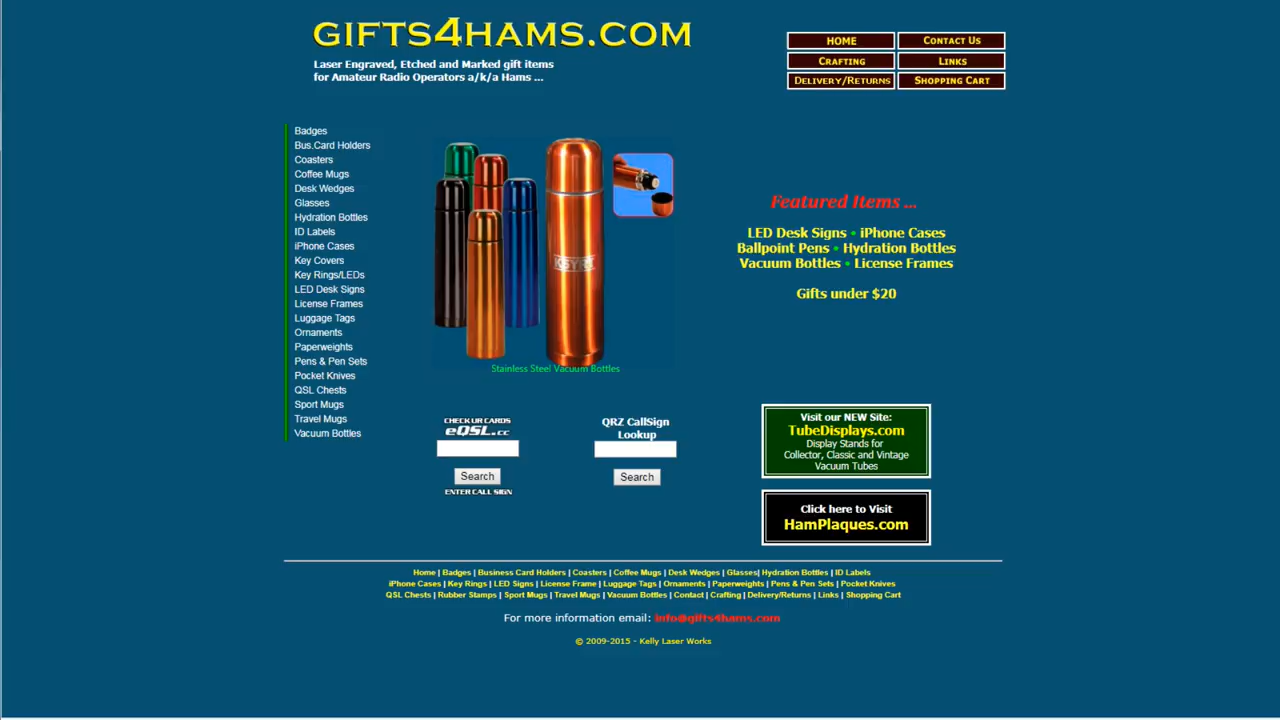 GIFTS4HAMS.COM
Laser Engraved, Etched and Marked gift items
for Amateur Radio Operators a/k/a Hams ...
HOME
Contact Us
Crafting
Links
Delivery/Returns
Shopping Cart
Badges
Bus.Card Holders
Coasters
Coffee Mugs
Desk Wedges
Glasses
Hydration Bottles
ID Labels
iPhone Cases
Key Covers
Key Rings/LEDs
LED Desk Signs
License Frames
Luggage Tags
Ornaments
Paperweights
Pens & Pen Sets
Pocket Knives
QSL Chests
Sport Mugs
Travel Mugs
Vacuum Bottles
Stainless Steel Vacuum Bottles
Featured Items ...
LED Desk Signs • iPhone Cases
Ballpoint Pens • Hydration Bottles
Vacuum Bottles • License Frames
Gifts under $20
CHECK UR CARDS
eQSL.cc
Search
ENTER CALL SIGN
QRZ CallSign
Lookup
Search
Visit our NEW Site:
TubeDisplays.com
Display Stands for
Collector, Classic and Vintage
Vacuum Tubes
Click here to Visit
HamPlaques.com
Home | Badges | Business Card Holders | Coasters | Coffee Mugs | Desk Wedges | Glasses| Hydration Bottles | ID Labels
iPhone Cases | Key Rings | LED Signs | License Frame | Luggage Tags | Ornaments | Paperweights | Pens & Pen Sets | Pocket Knives
QSL Chests | Rubber Stamps | Sport Mugs | Travel Mugs | Vacuum Bottles | Contact | Crafting | Delivery/Returns | Links | Shopping Cart
For more information email: info@gifts4hams.com
© 2009-2015 - Kelly Laser Works